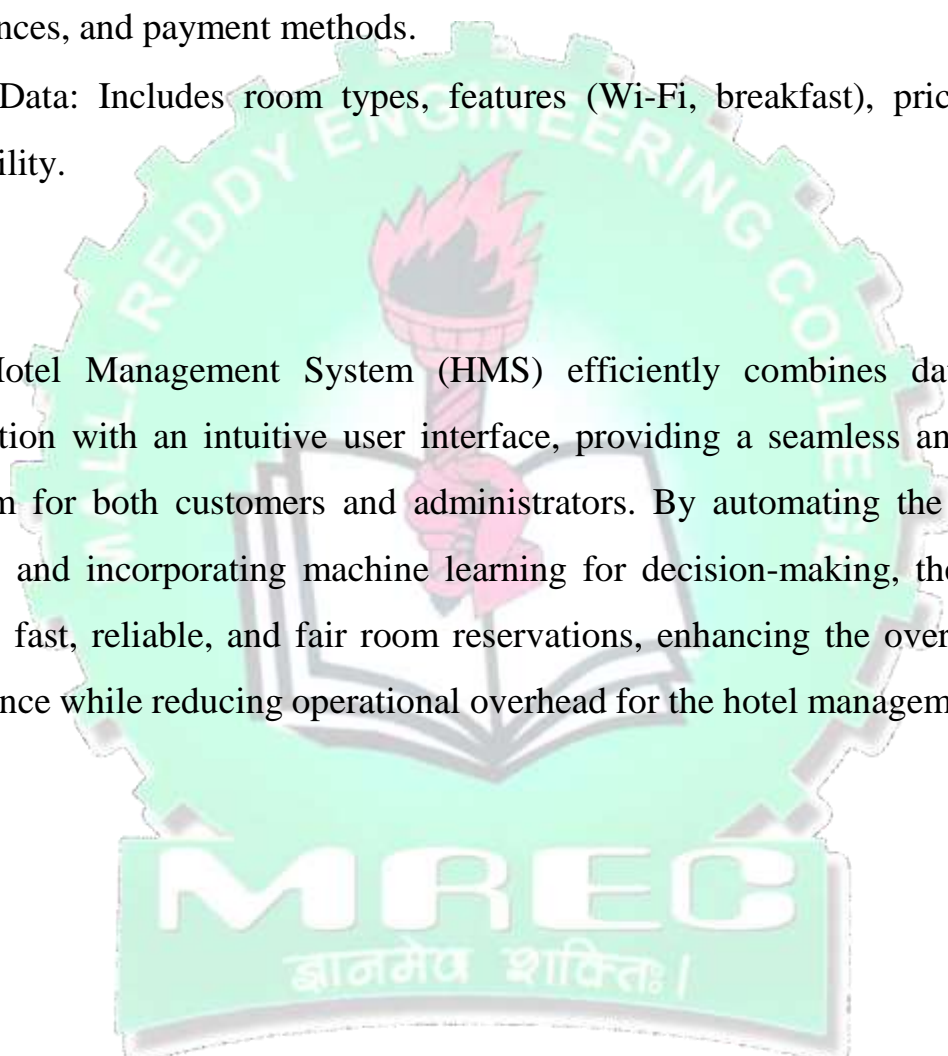 nces, and payment methods.
Data: Includes room types, features (Wi-Fi, breakfast), pric
ility.
MALLA REDDY ENGINEERING COLLEGE
Hotel Management System (HMS) efficiently combines da
tion with an intuitive user interface, providing a seamless an
m for both customers and administrators. By automating the
and incorporating machine learning for decision-making, the
fast, reliable, and fair room reservations, enhancing the over
nce while reducing operational overhead for the hotel managem
MREC
ज्ञानमेव शक्तिः।